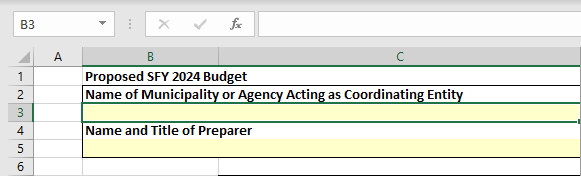 B3 fx
A B C
1 Proposed SFY 2024 Budget
2 Name of Municipality or Agency Acting as Coordinating Entity
3
4 Name and Title of Preparer
5
6